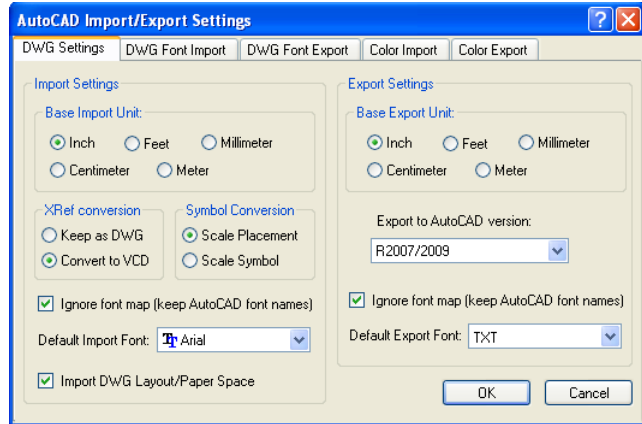 AutoCAD Import/Export Settings
DWG Settings DWG Font Import DWG Font Export Color Import Color Export
Import Settings
Base Import Unit:
Inch Feet Millimeter
Centimeter Meter
XRef conversion
Keep as DWG
Convert to VCD
Symbol Conversion
Scale Placement
Scale Symbol
Ignore font map (keep AutoCAD font names)
Default Import Font: Arial
Import DWG Layout/Paper Space
Export Settings
Base Export Unit:
Inch Feet Millimeter
Centimeter Meter
Export to AutoCAD version:
R2007/2009
Ignore font map (keep AutoCAD font names)
Default Export Font: TXT
OK Cancel